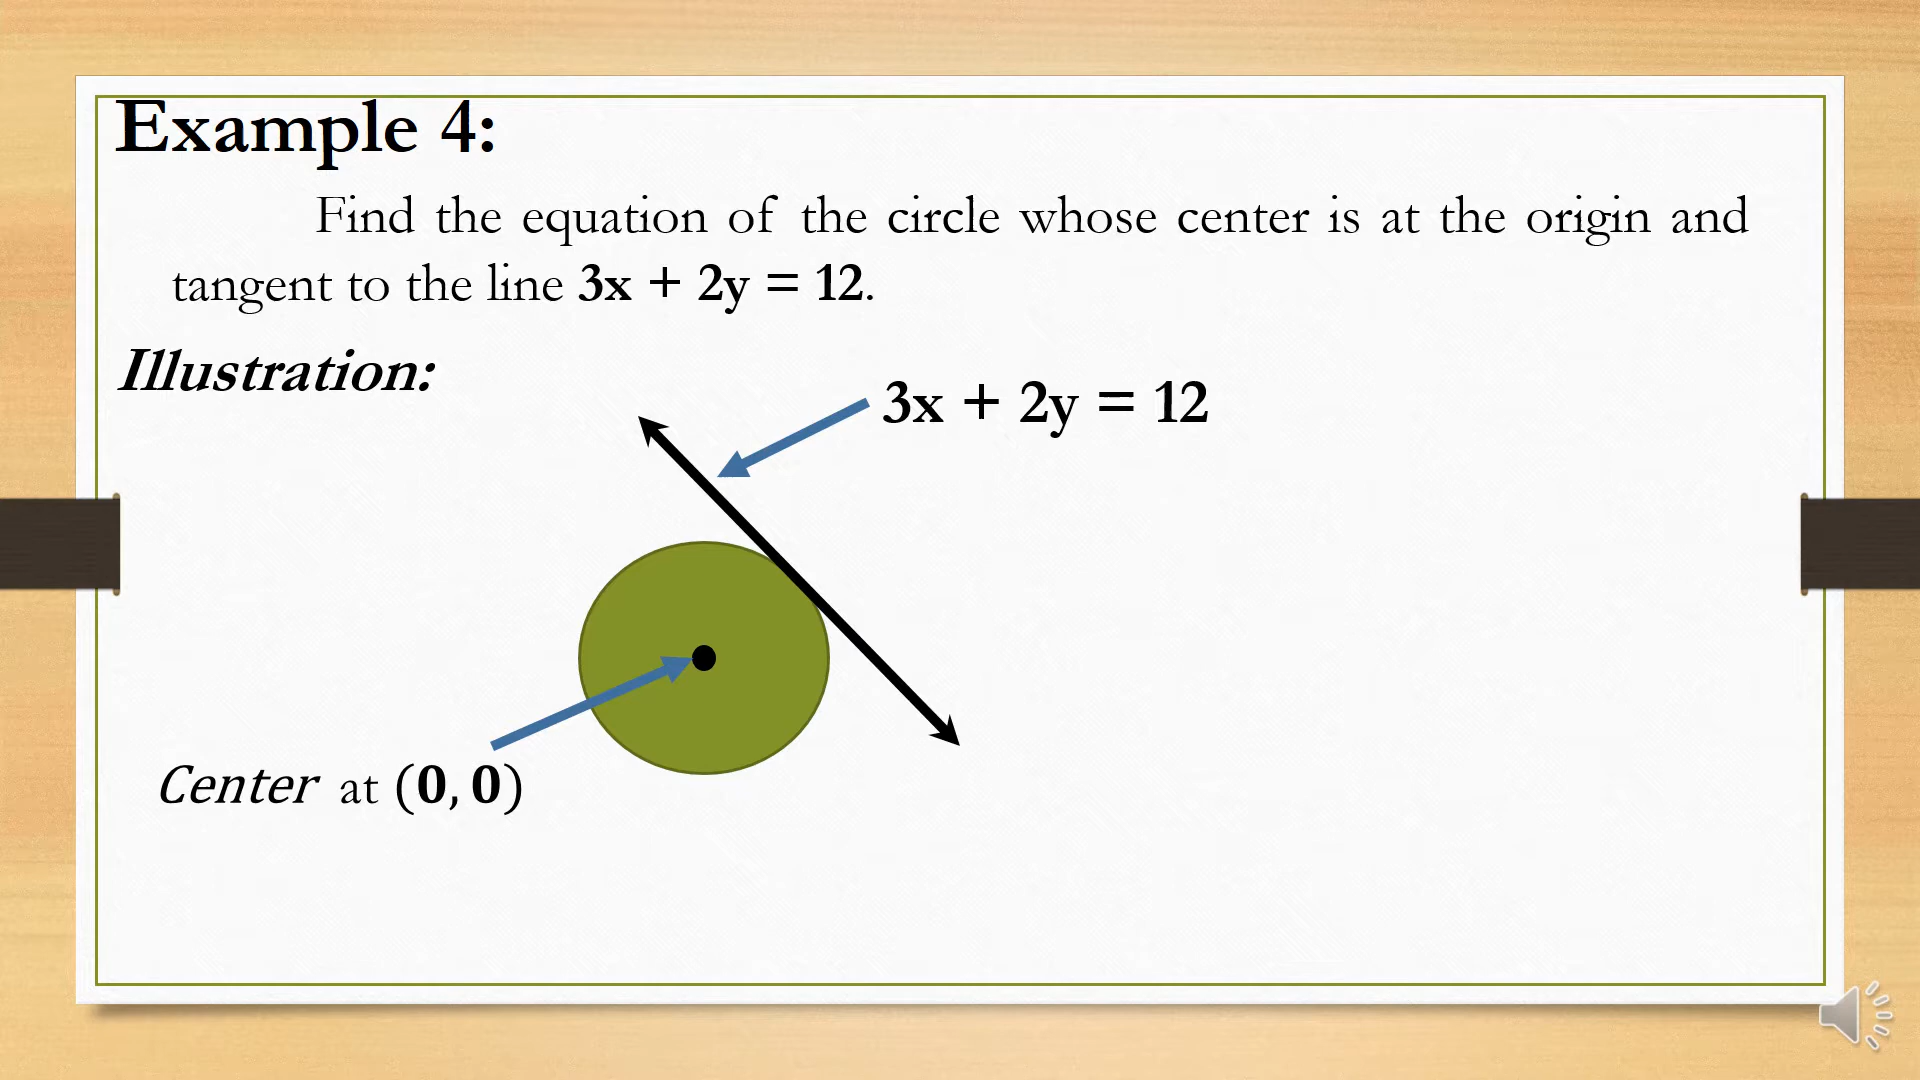 Example 4:
Find the equation of the circle whose center is at the origin and
tangent to the line 3x + 2y = 12.
Illustration:
3x + 2y = 12
Center at (0, 0)